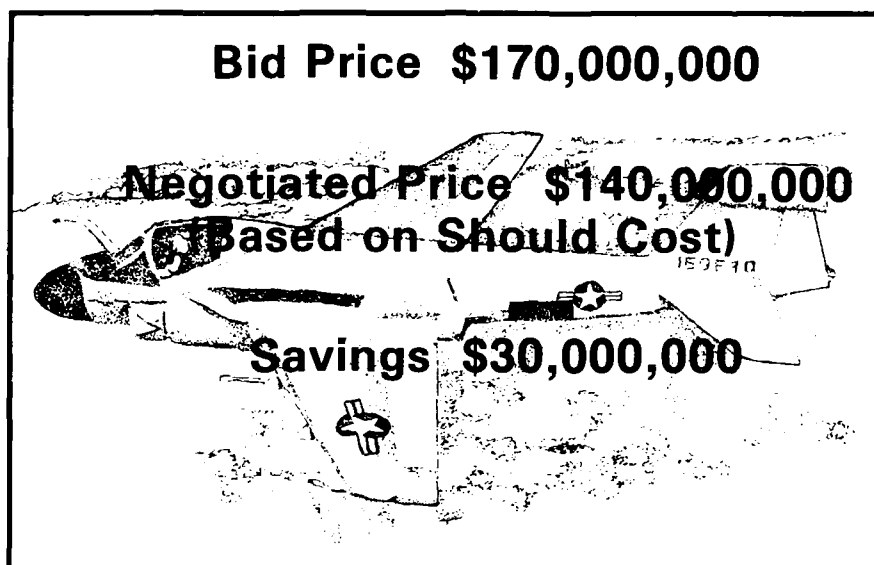 Bid Price $170,000,000
Negotiated Price $140,000,000
(Based on Should Cost)
Savings $30,000,000